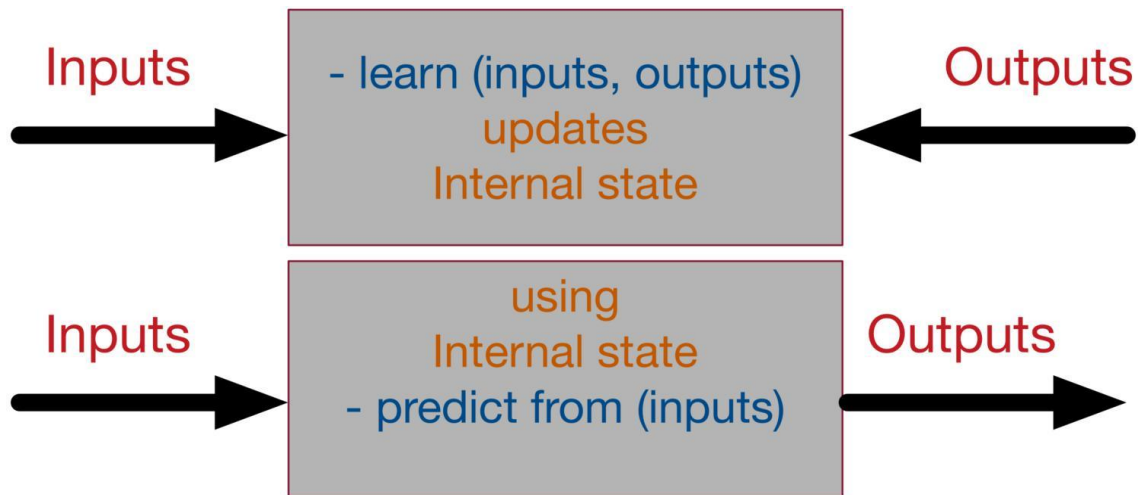 Inputs
- learn (inputs, outputs)
updates
Internal state
Outputs
Inputs
using
Internal state
- predict from (inputs)
Outputs